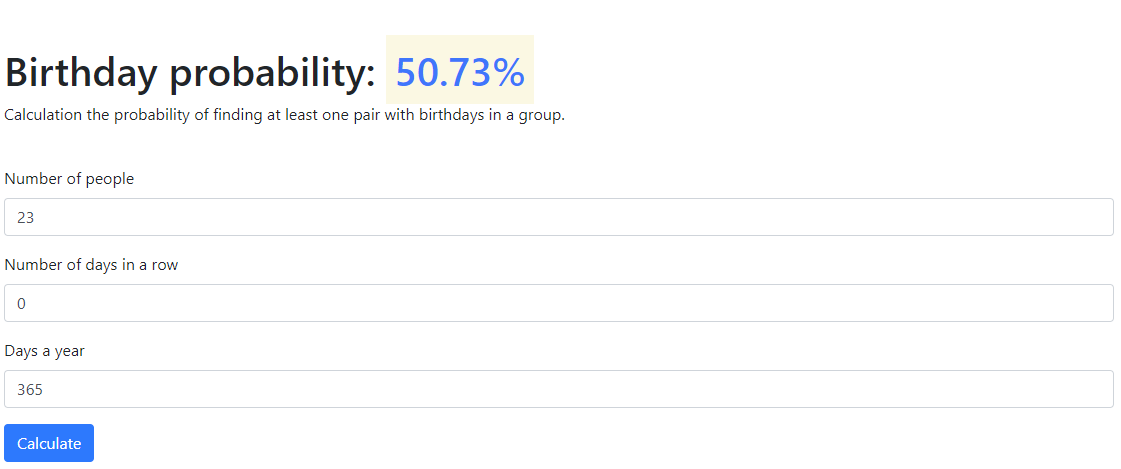 Birthday probability: 50.73%
Calculation the probability of finding at least one pair with birthdays in a group.
Number of people
23
Number of days in a row
0
Days a year
365
Calculate